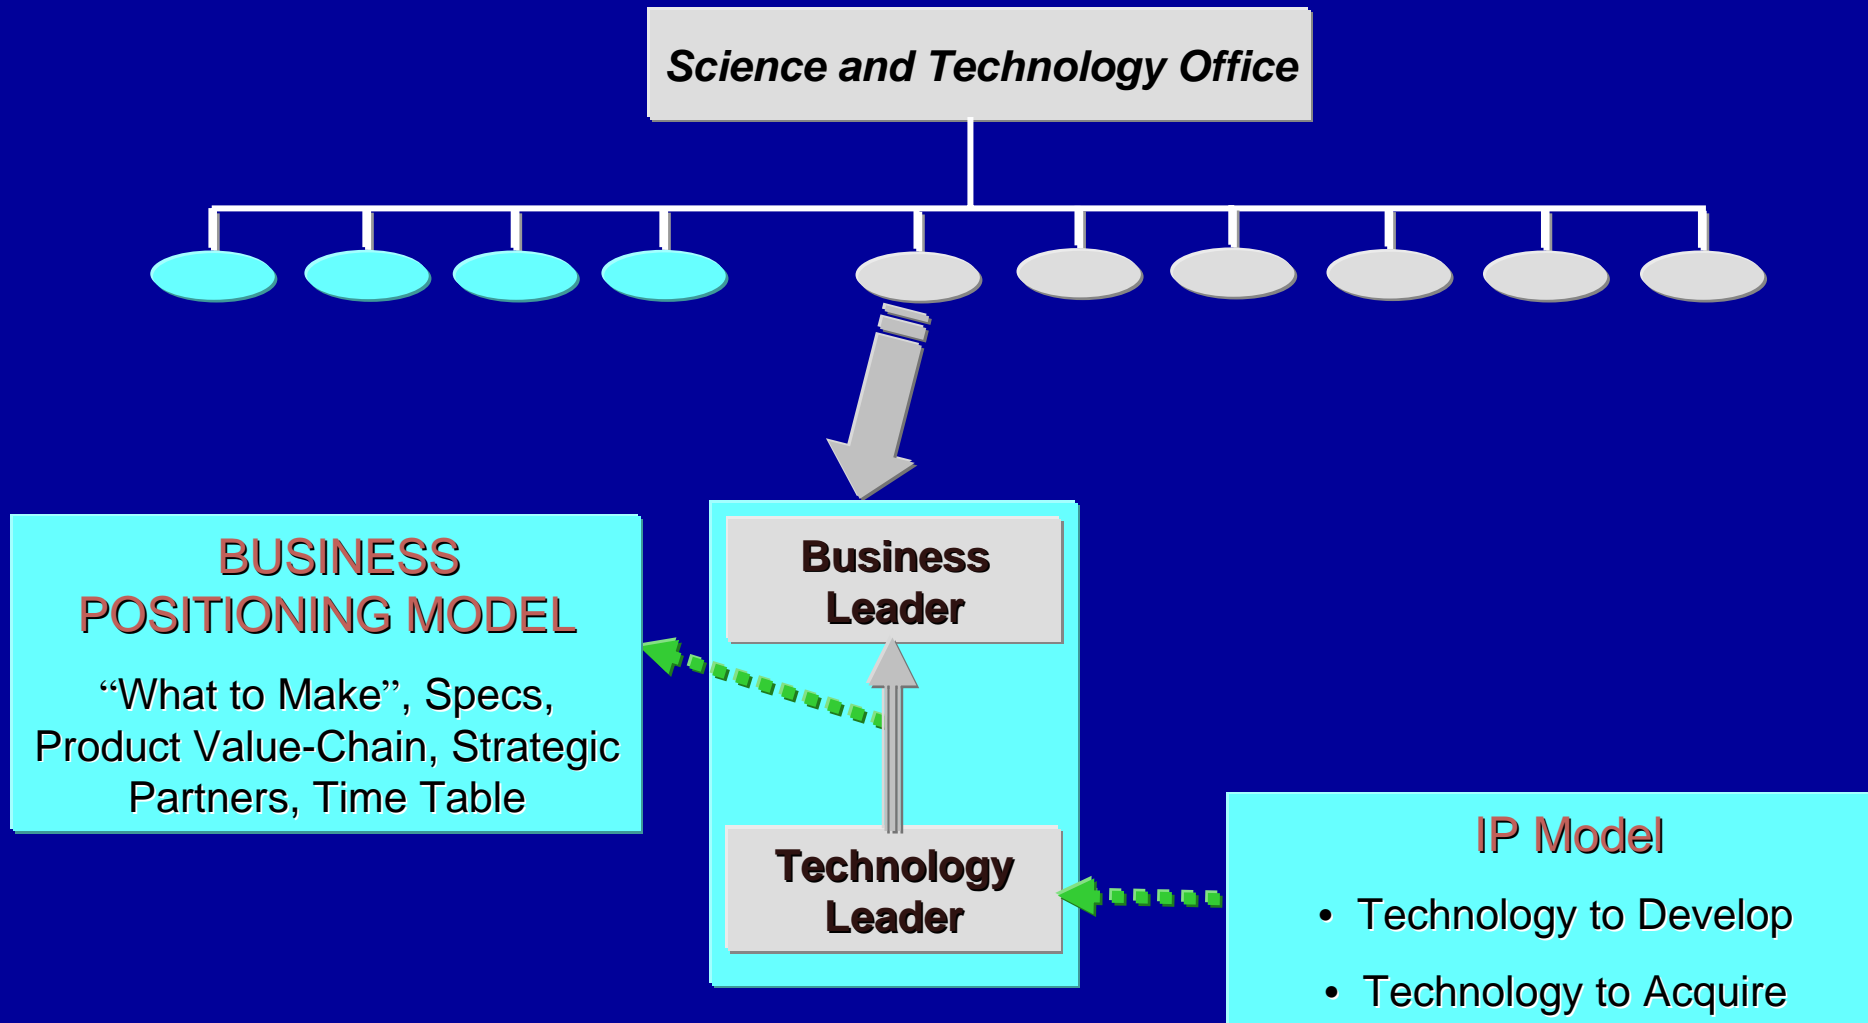 Science and Technology Office
BUSINESS
POSITIONING MODEL
“What to Make”, Specs,
Product Value-Chain, Strategic
Partners, Time Table
Business
Leader
Technology
Leader
IP Model
• Technology to Develop
• Technology to Acquire